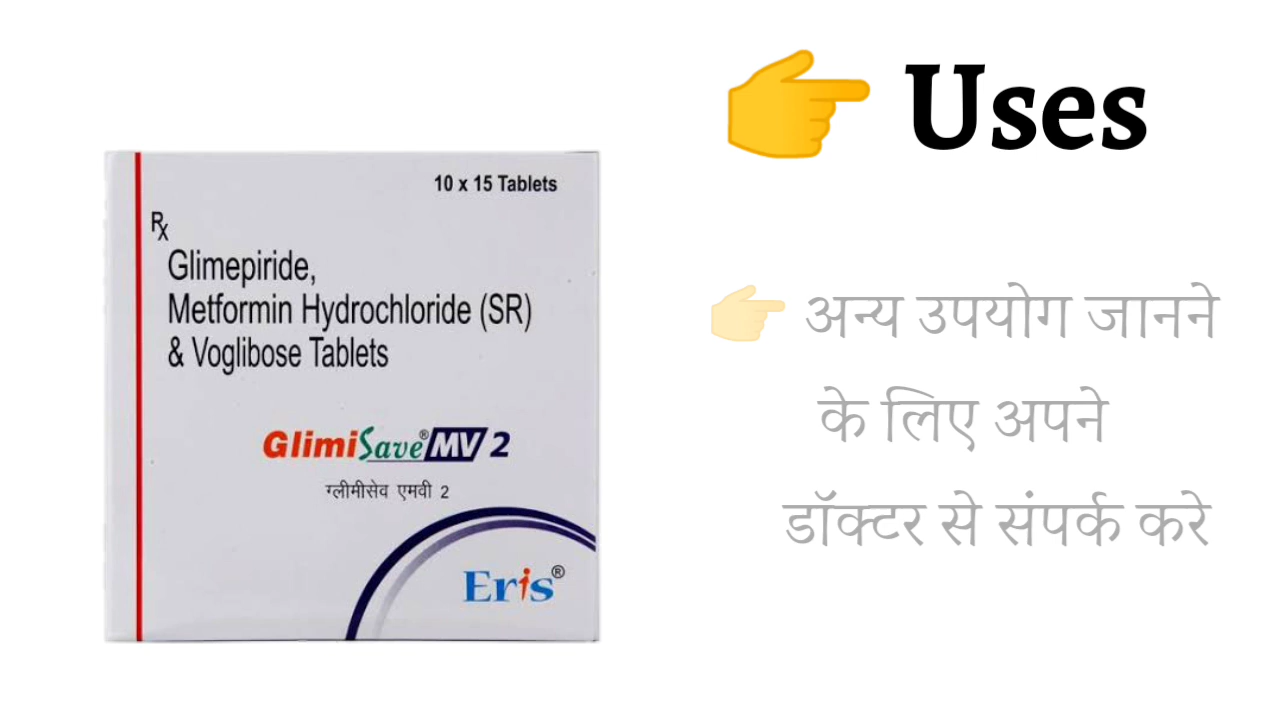 Uses
10 x 15 Tablets
Rx
Glimepiride,
Metformin Hydrochloride (SR)
& Voglibose Tablets
GlimiSave® MV 2
ग्लीमीसेव एमवी 2
Eris®
अन्य उपयोग जानने
के लिए अपने
डॉक्टर से संपर्क करे